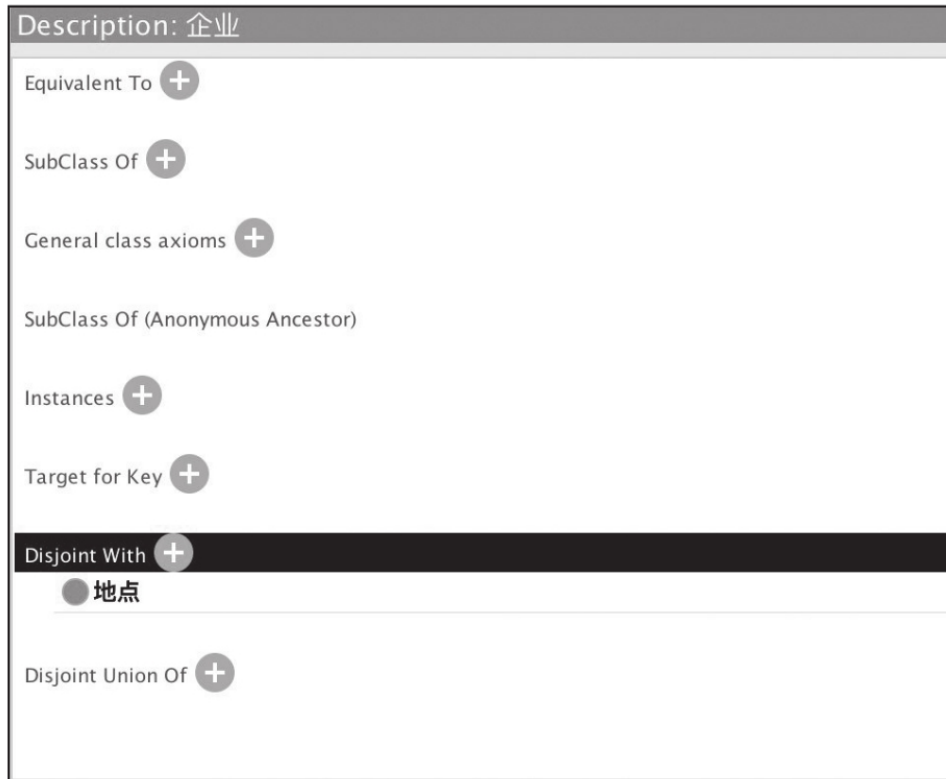 Description: 企业
Equivalent To
SubClass Of
General class axioms
SubClass Of (Anonymous Ancestor)
Instances
Target for Key
Disjoint With
地点
Disjoint Union Of